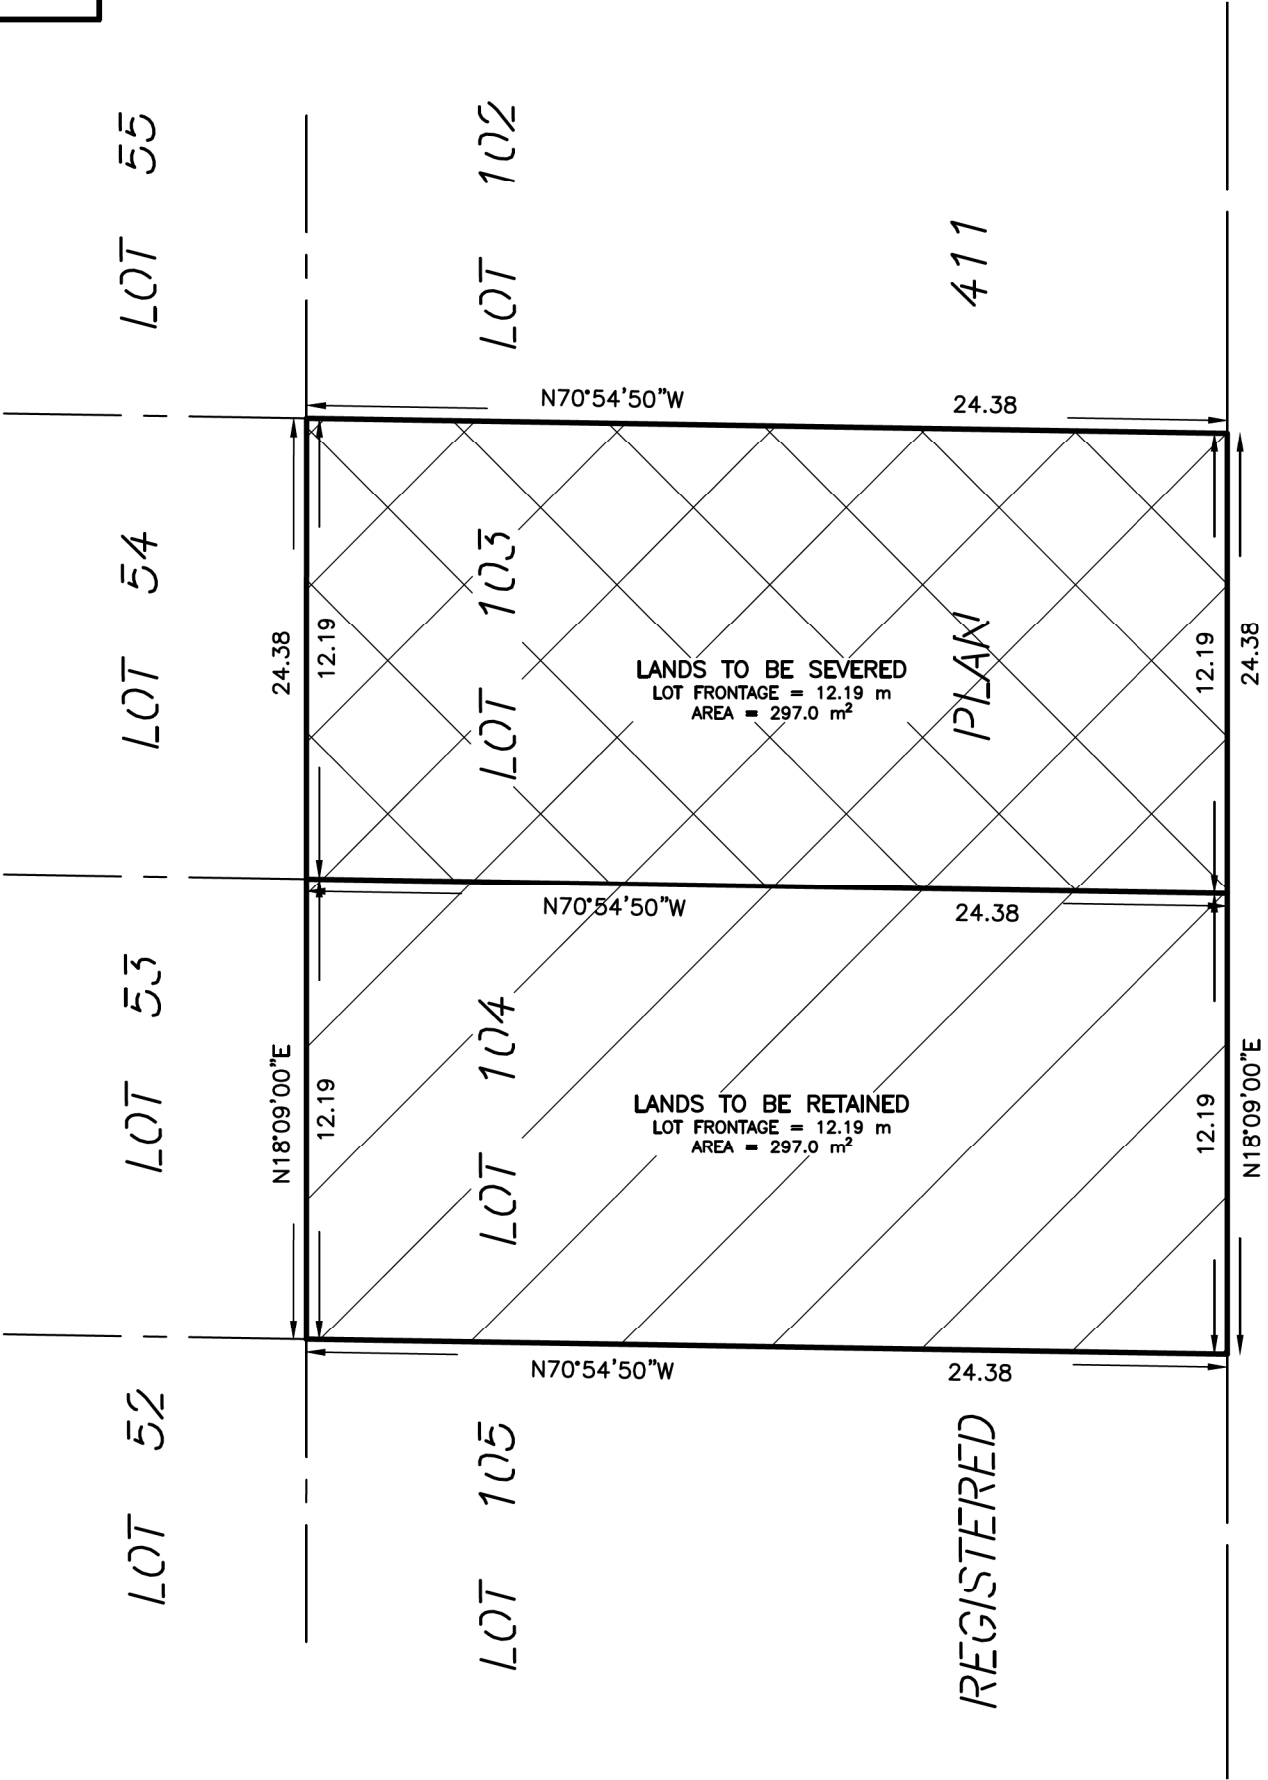 LOT 55
LOT 102
411
N70°54'50"W
24.38
LOT 54
LOT 103
PLAN
24.38
12.19
LANDS TO BE SEVERED
LOT FRONTAGE = 12.19 m
AREA = 297.0 m²
12.19
24.38
N70°54'50"W
24.38
LOT 53
LOT 104
N18°09'00"E
12.19
LANDS TO BE RETAINED
LOT FRONTAGE = 12.19 m
AREA = 297.0 m²
12.19
N18°09'00"E
N70°54'50"W
24.38
LOT 52
LOT 105
REGISTERED